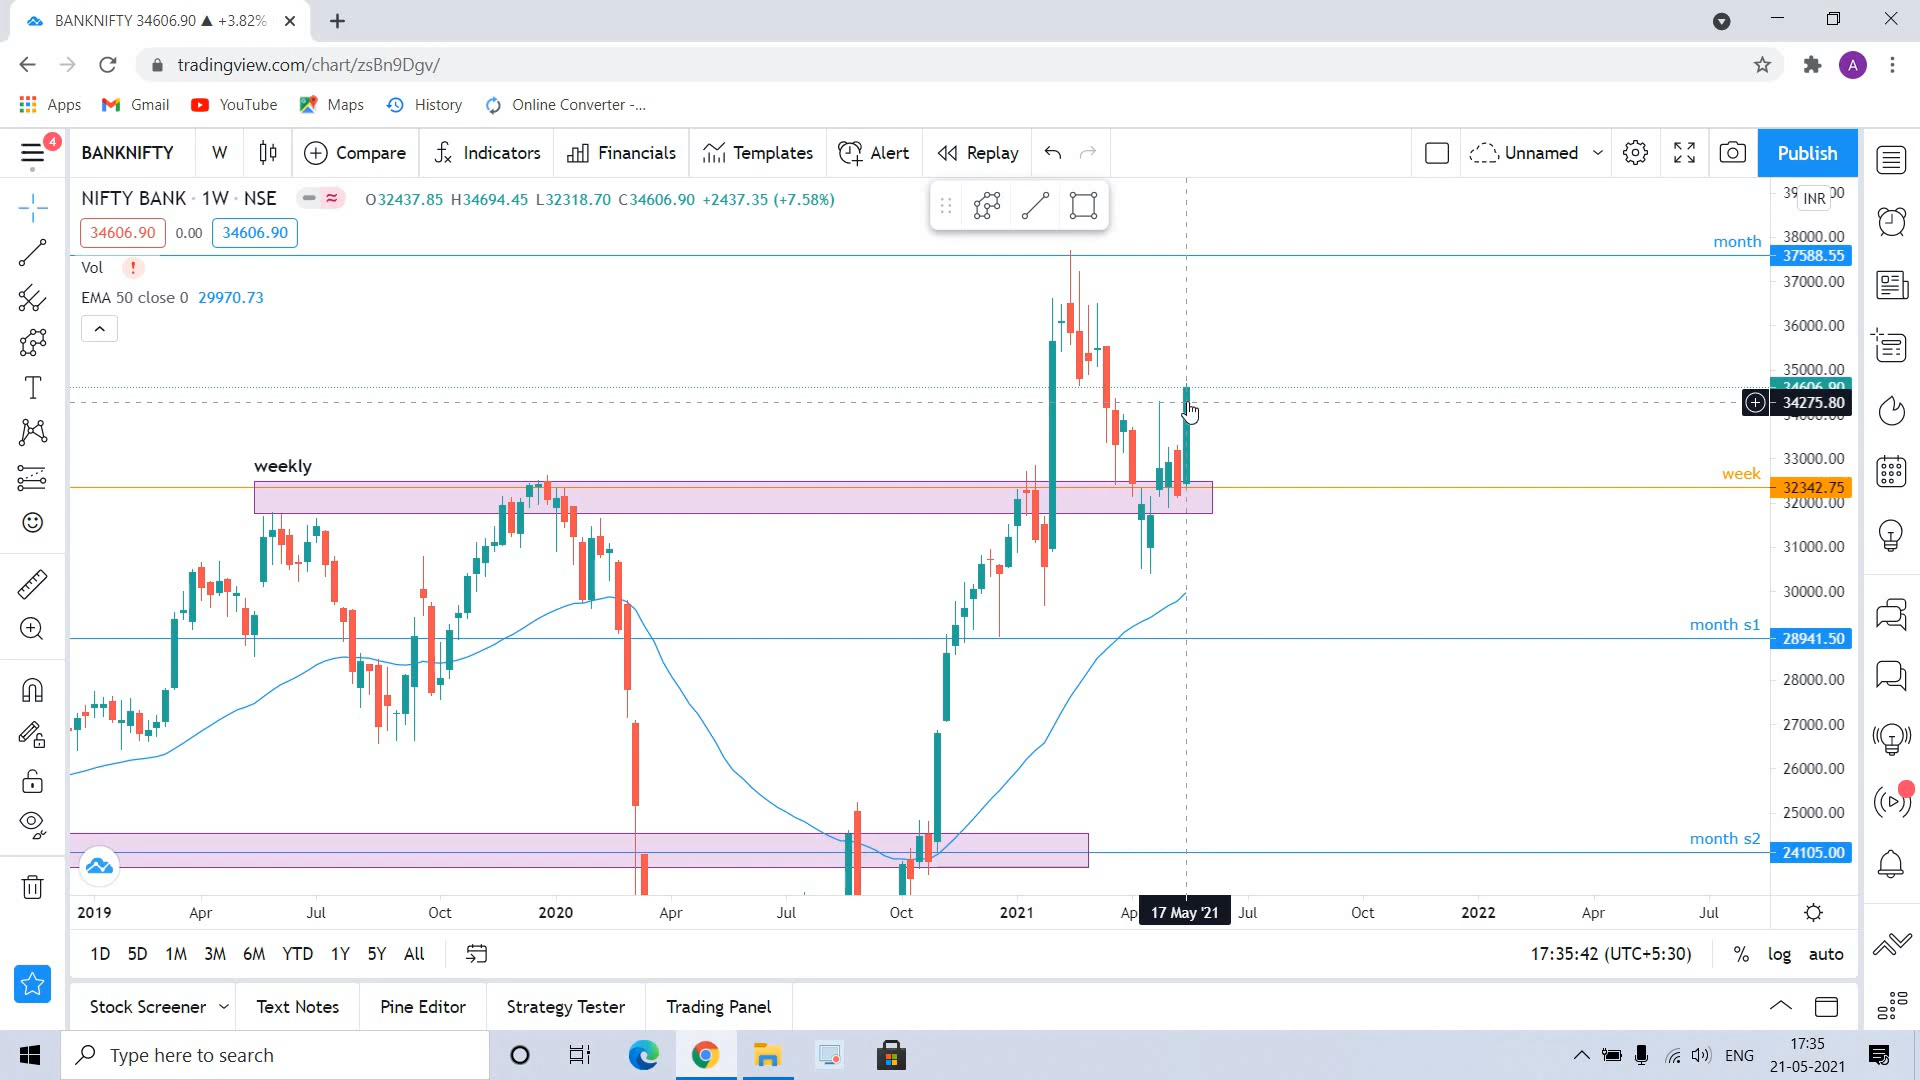 BANKNIFTY 34606.90 ▲ +3.82%
tradingview.com/chart/zsBn9Dgv/
A
Apps Gmail YouTube Maps History Online Converter -...
4
BANKNIFTY W Compare Indicators Financials Templates Alert Replay Unnamed Publish
NIFTY BANK · 1W · NSE O32437.85 H34694.45 L32318.70 C34606.90 +2437.35 (+7.58%)
INR
34606.90 0.00 34606.90
38000.00
month 37588.55
Vol !
37000.00
EMA 50 close 0 29970.73
36000.00
35000.00
34606.90
34275.80
33000.00
weekly
week 32342.75
32000.00
31000.00
30000.00
month s1 28941.50
28000.00
27000.00
26000.00
25000.00
month s2 24105.00
2019 Apr Jul Oct 2020 Apr Jul Oct 2021 17 May '21 Jul Oct 2022 Apr Jul
1D 5D 1M 3M 6M YTD 1Y 5Y All 17:35:42 (UTC+5:30) % log auto
Stock Screener Text Notes Pine Editor Strategy Tester Trading Panel
Type here to search ENG 17:35
21-05-2021